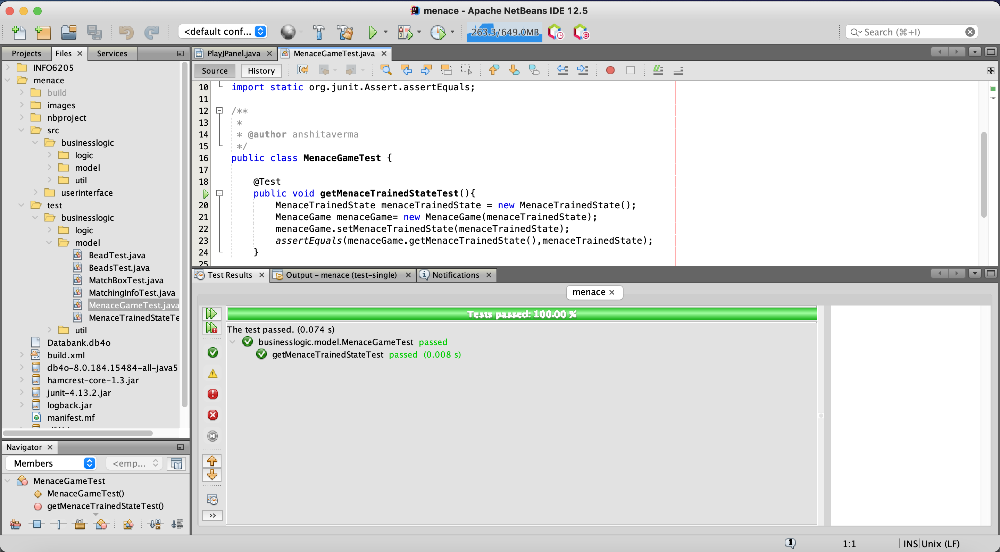 menace - Apache NetBeans IDE 12.5
<default conf...
263.3/649.0MB
Search (⌘+I)
Projects
Files
Services
INFO6205
menace
build
images
nbproject
src
businesslogic
logic
model
util
userinterface
test
businesslogic
logic
model
BeadTest.java
BeadsTest.java
MatchBoxTest.java
MatchingInfoTest.java
MenaceGameTest.java
MenaceTrainedStateTe
util
Databank.db4o
build.xml
db4o-8.0.184.15484-all-java5
hamcrest-core-1.3.jar
junit-4.13.2.jar
logback.jar
manifest.mf
Navigator
Members
<emp...
MenaceGameTest
MenaceGameTest()
getMenaceTrainedStateTest()
PlayJPanel.java
MenaceGameTest.java
Source
History
10 import static org.junit.Assert.assertEquals;
11
12 /**
13 *
14 * @author anshitaverma
15 */
16 public class MenaceGameTest {
17
18 @Test
public void getMenaceTrainedStateTest(){
20 MenaceTrainedState menaceTrainedState = new MenaceTrainedState();
21 MenaceGame menaceGame= new MenaceGame(menaceTrainedState);
22 menaceGame.setMenaceTrainedState(menaceTrainedState);
23 assertEquals(menaceGame.getMenaceTrainedState(),menaceTrainedState);
24 }
25
Test Results
Output - menace (test-single)
Notifications
menace
Tests passed: 100.00 %
The test passed. (0.074 s)
businesslogic.model.MenaceGameTest passed
getMenaceTrainedStateTest passed (0.008 s)
>>
1
1:1
INS
Unix (LF)